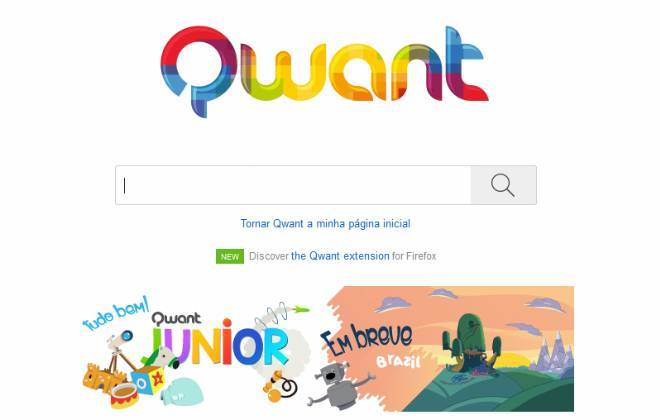 Qwant
Tornar Qwant a minha página inicial
NEW Discover the Qwant extension for Firefox
Tudo bem!
Qwant
JUNIOR
Em breve
Brazil